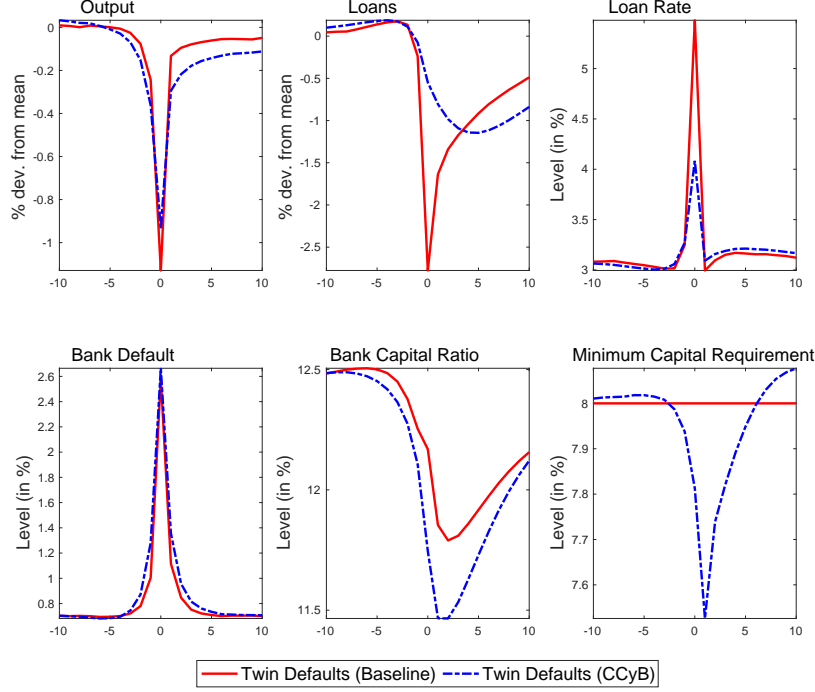 Output
Loans
Loan Rate
% dev. from mean
0
-0.2
-0.4
-0.6
-0.8
-1
-10 -5 0 5 10
% dev. from mean
0
-0.5
-1
-1.5
-2
-2.5
-10 -5 0 5 10
Level (in %)
5
4.5
4
3.5
3
-10 -5 0 5 10
Bank Default
Bank Capital Ratio
Minimum Capital Requirement
Level (in %)
2.6
2.4
2.2
2
1.8
1.6
1.4
1.2
1
0.8
-10 -5 0 5 10
Level (in %)
12.5
12
11.5
-10 -5 0 5 10
Level (in %)
8
7.9
7.8
7.7
7.6
-10 -5 0 5 10
Twin Defaults (Baseline) Twin Defaults (CCyB)